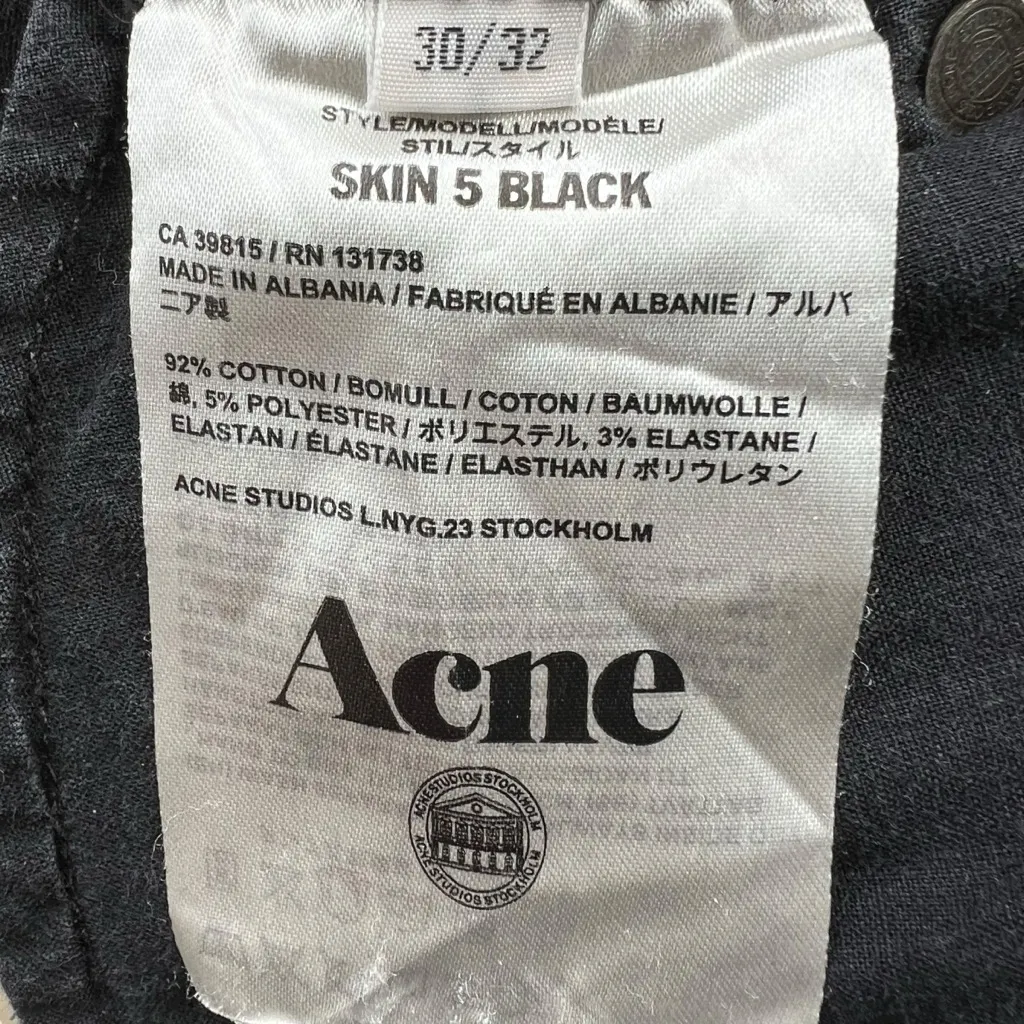 30/32
STYLE/MODELL/MODÈLE/
STIL/スタイル
SKIN 5 BLACK
CA 39815 / RN 131738
MADE IN ALBANIA / FABRIQUÉ EN ALBANIE / アルバ
ニア製
92% COTTON / BOMULL / COTON / BAUMWOLLE /
綿, 5% POLYESTER / ポリエステル, 3% ELASTANE /
ELASTAN / ÉLASTANE / ELASTHAN / ポリウレタン
ACNE STUDIOS L.NYG.23 STOCKHOLM
Acne
ACNE STUDIOS STOCKHOLM
ACNE STUDIOS STOCKHOLM